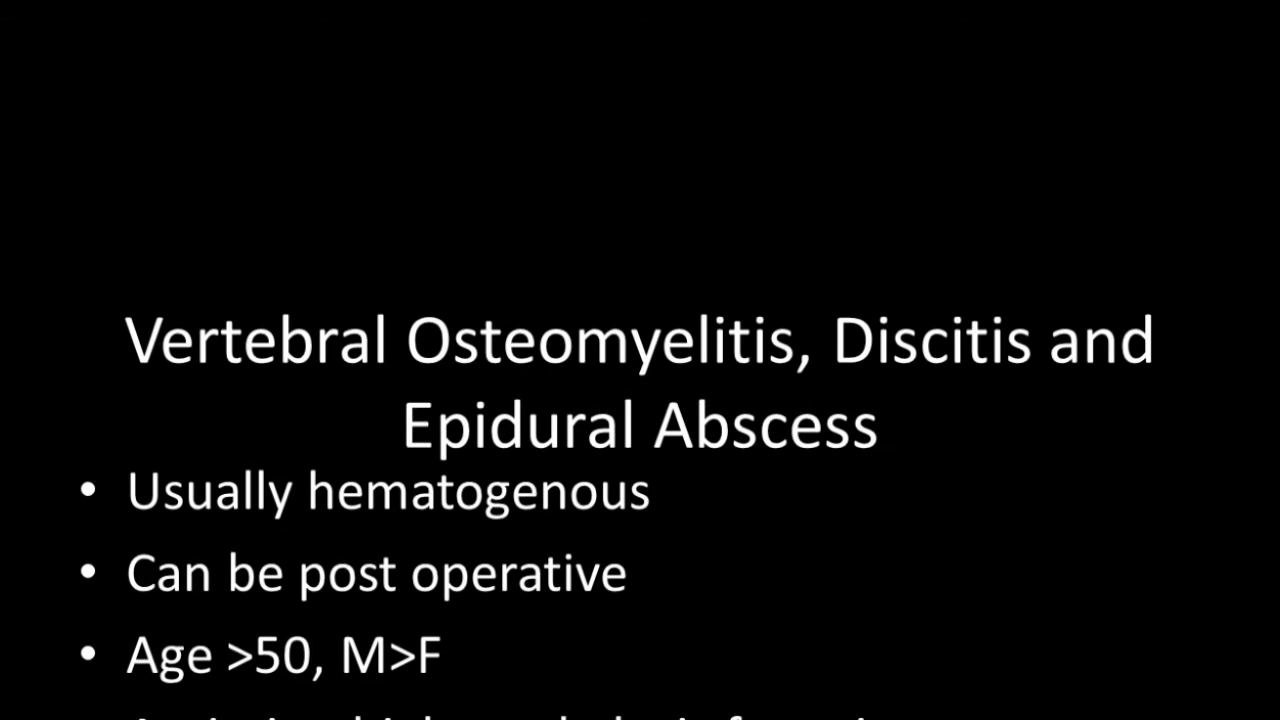 Vertebral Osteomyelitis, Discitis and
Epidural Abscess
• Usually hematogenous
• Can be post operative
• Age >50, M>F